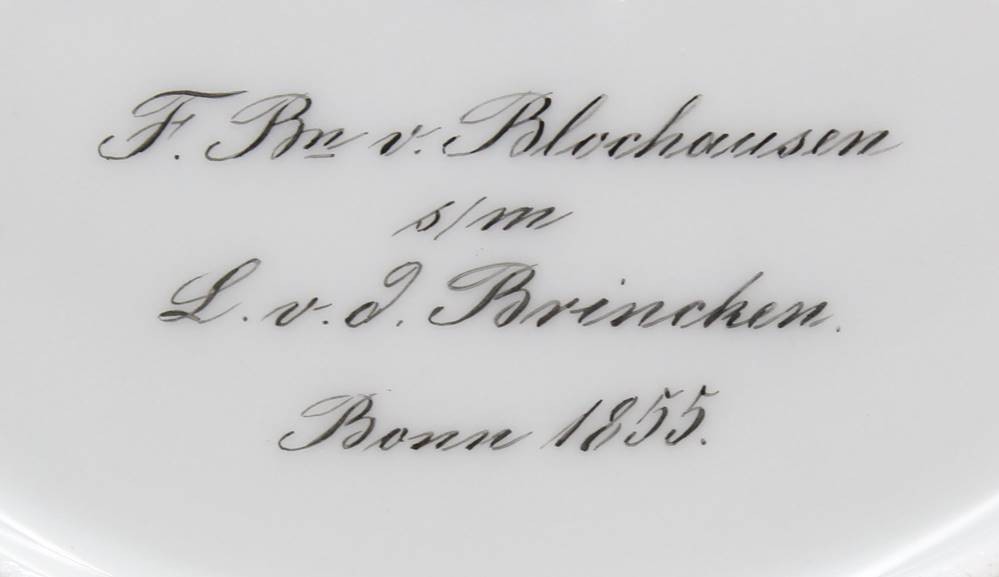 F. Bn v. Blochausen
s/m
L. v. d. Brincken.
Bonn 1855.